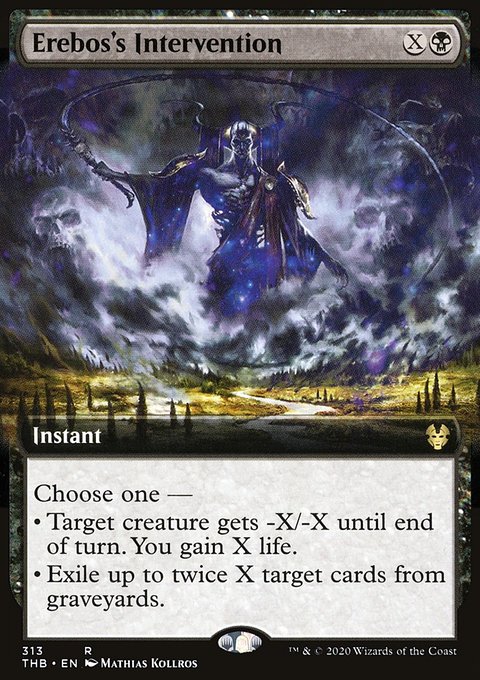 Erebos's Intervention X
Instant
Choose one —
• Target creature gets -X/-X until end
of turn. You gain X life.
• Exile up to twice X target cards from
graveyards.
313 R
THB • EN Mathias Kollros
™ & © 2020 Wizards of the Coast